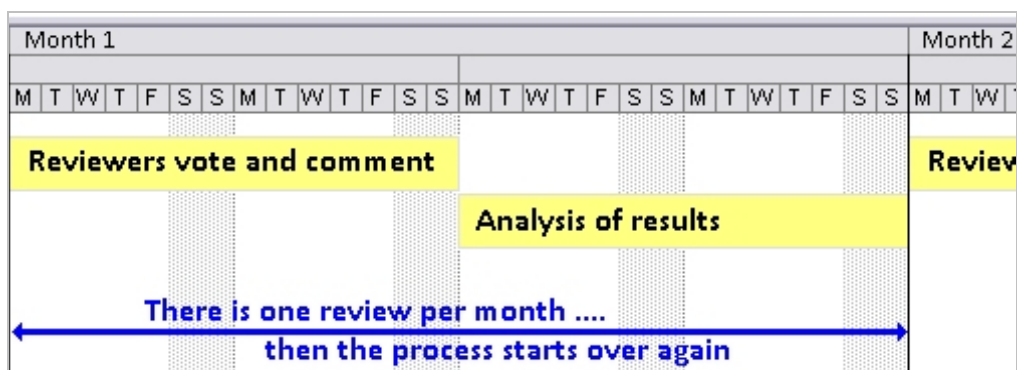 Month 1 Month 2
M T W T F S S M T W T F S S M T W T F S S M T W T F S S M T W
Reviewers vote and comment Review
Analysis of results
There is one review per month ....
then the process starts over again